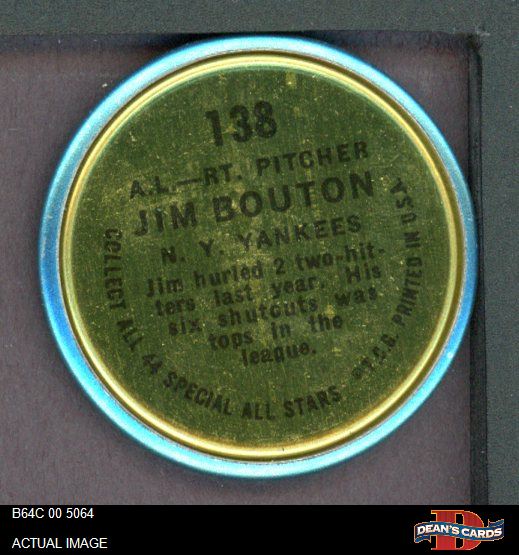 138
A.L.—RT. PITCHER
JIM BOUTON
N. Y. YANKEES
Jim hurled 2 two-hit-
ters last year. His
six shutouts was
tops in the
league.
COLLECT ALL 44 SPECIAL ALL STARS
©T.C.G. PRINTED IN U.S.A.
B64C 00 5064
ACTUAL IMAGE
D
DEAN'S CARDS